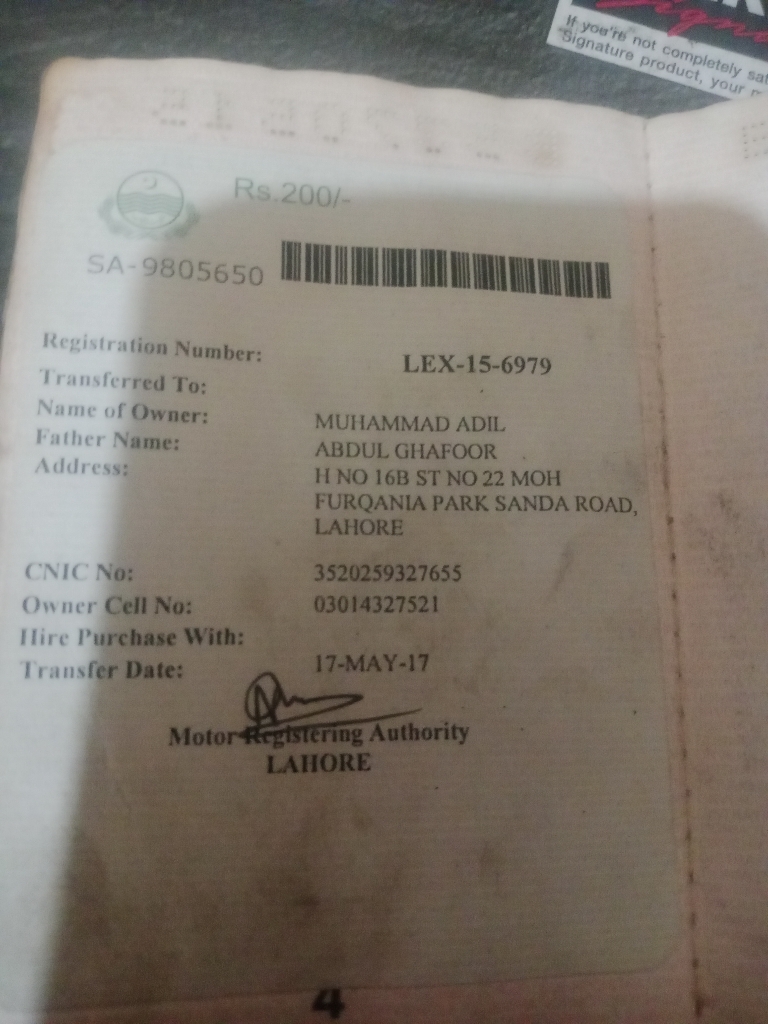 If you're not completely
Signature product, your
Rs.200/-
SA-9805650
Registration Number: LEX-15-6979
Transferred To:
Name of Owner: MUHAMMAD ADIL
Father Name: ABDUL GHAFOOR
Address: H NO 16B ST NO 22 MOH
FURQANIA PARK SANDA ROAD,
LAHORE
CNIC No: 3520259327655
Owner Cell No: 03014327521
Hire Purchase With:
Transfer Date: 17-MAY-17
Motor Registering Authority
LAHORE
4